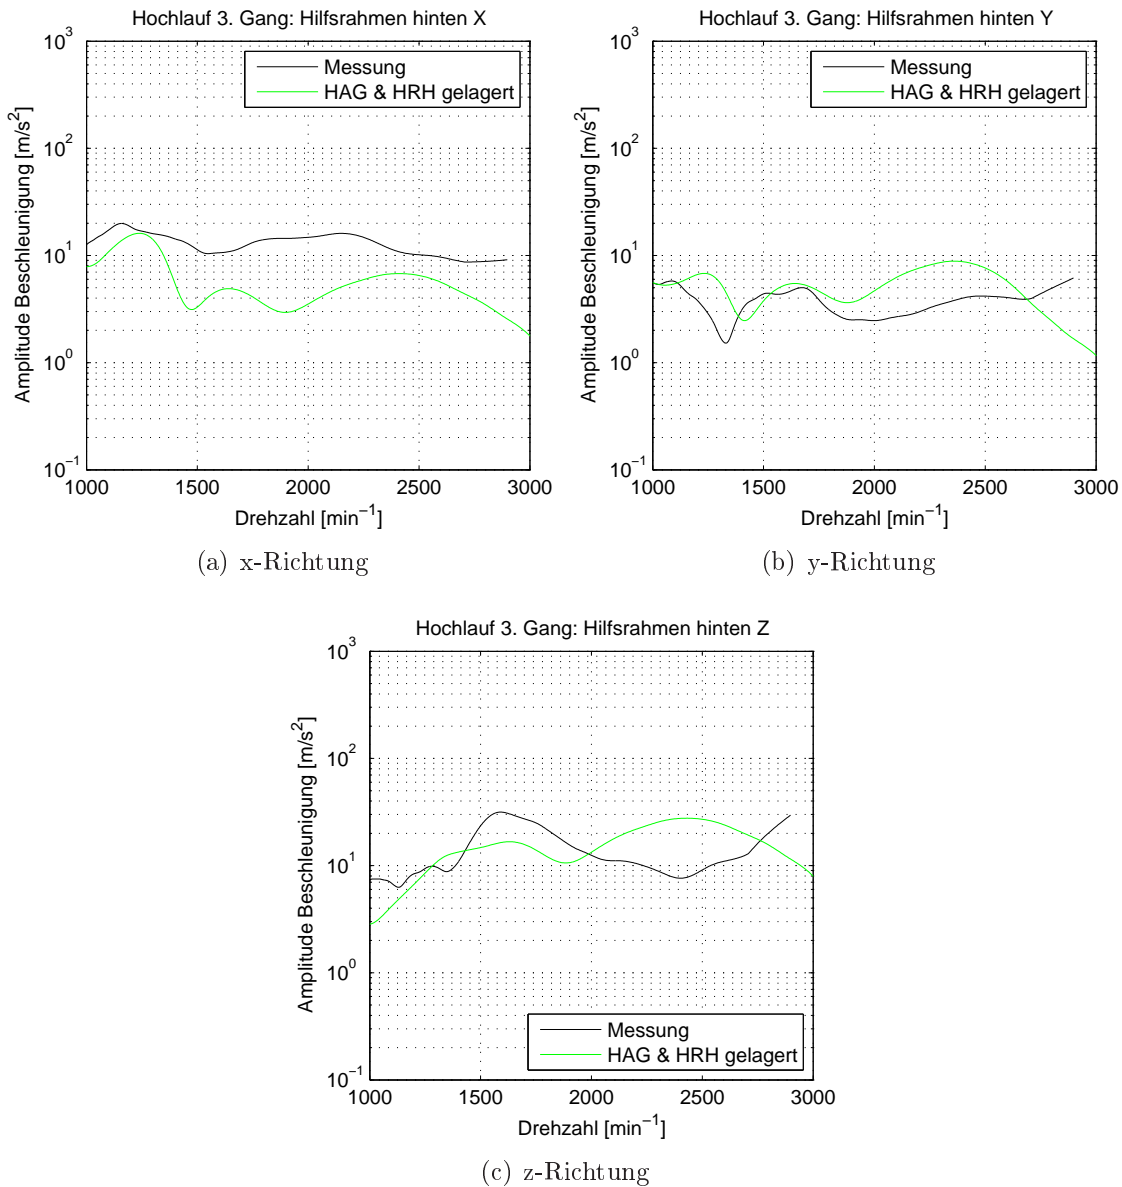 Hochlauf 3. Gang: Hilfsrahmen hinten X
10³
10²
10¹
10⁰
10⁻¹
Amplitude Beschleunigung [m/s²]
Messung
HAG & HRH gelagert
1000 1500 2000 2500 3000
Drehzahl [min⁻¹]
(a) x-Richtung
Hochlauf 3. Gang: Hilfsrahmen hinten Y
10³
10²
10¹
10⁰
10⁻¹
Amplitude Beschleunigung [m/s²]
Messung
HAG & HRH gelagert
1000 1500 2000 2500 3000
Drehzahl [min⁻¹]
(b) y-Richtung
Hochlauf 3. Gang: Hilfsrahmen hinten Z
10³
10²
10¹
10⁰
10⁻¹
Amplitude Beschleunigung [m/s²]
Messung
HAG & HRH gelagert
1000 1500 2000 2500 3000
Drehzahl [min⁻¹]
(c) z-Richtung